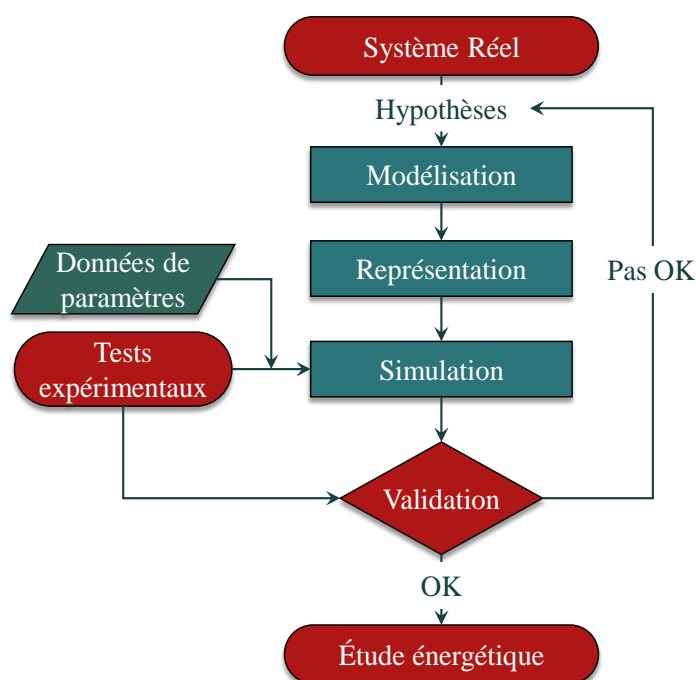 Système Réel
Hypothèses
Modélisation
Représentation
Données de
paramètres
Pas OK
Tests
expérimentaux
Simulation
Validation
OK
Étude énergétique